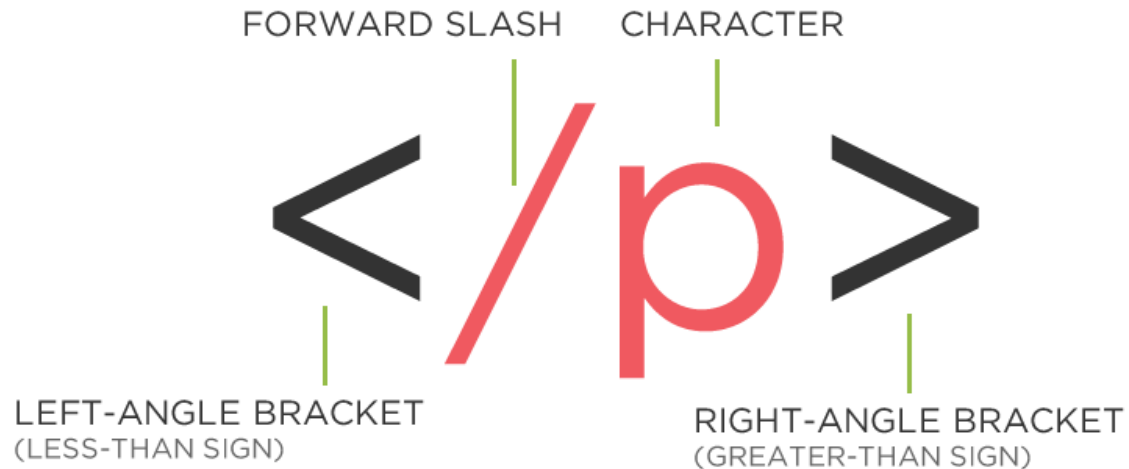 FORWARD SLASH CHARACTER
</p>
LEFT-ANGLE BRACKET
(LESS-THAN SIGN)
RIGHT-ANGLE BRACKET
(GREATER-THAN SIGN)